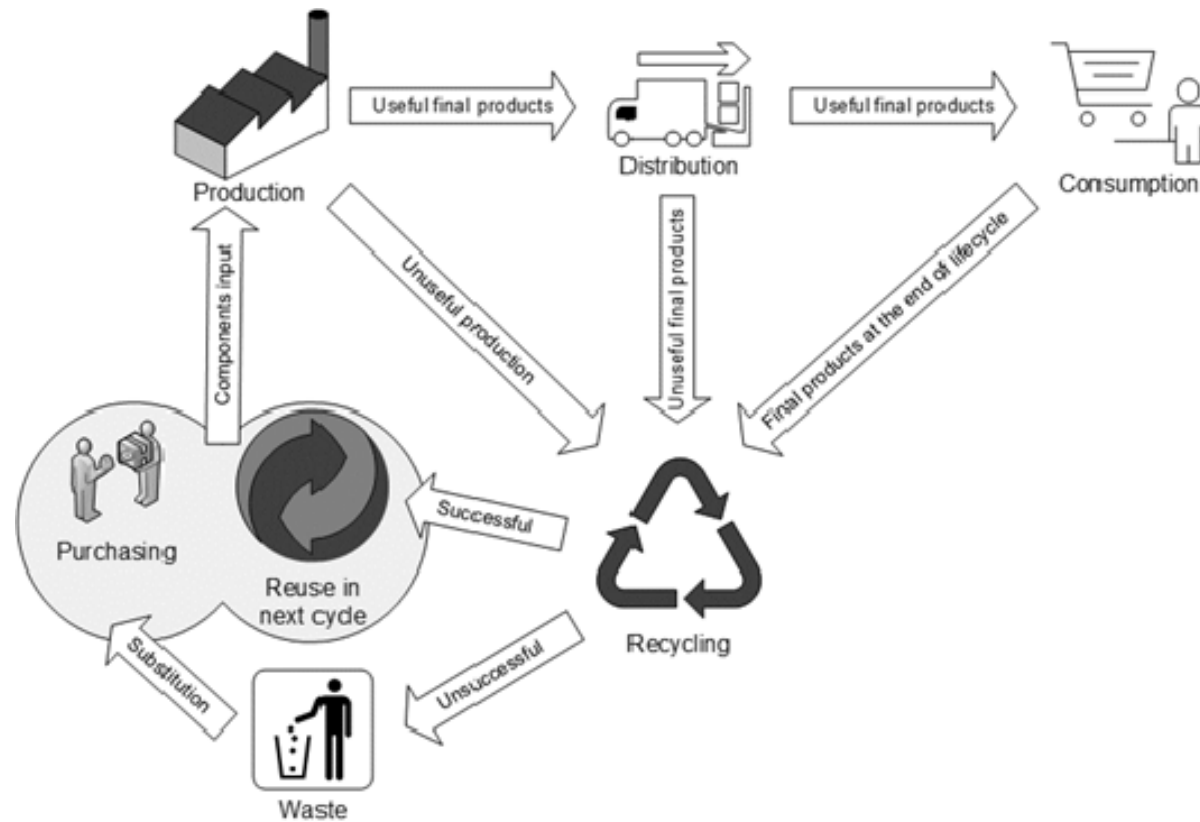 Useful final products
Useful final products
Production
Distribution
Consumption
Components input
Unuseful production
Unuseful final products
Final products at the end of lifecycle
Purchasing
Reuse in
next cycle
Successful
Recycling
Substitution
Unsuccessful
Waste